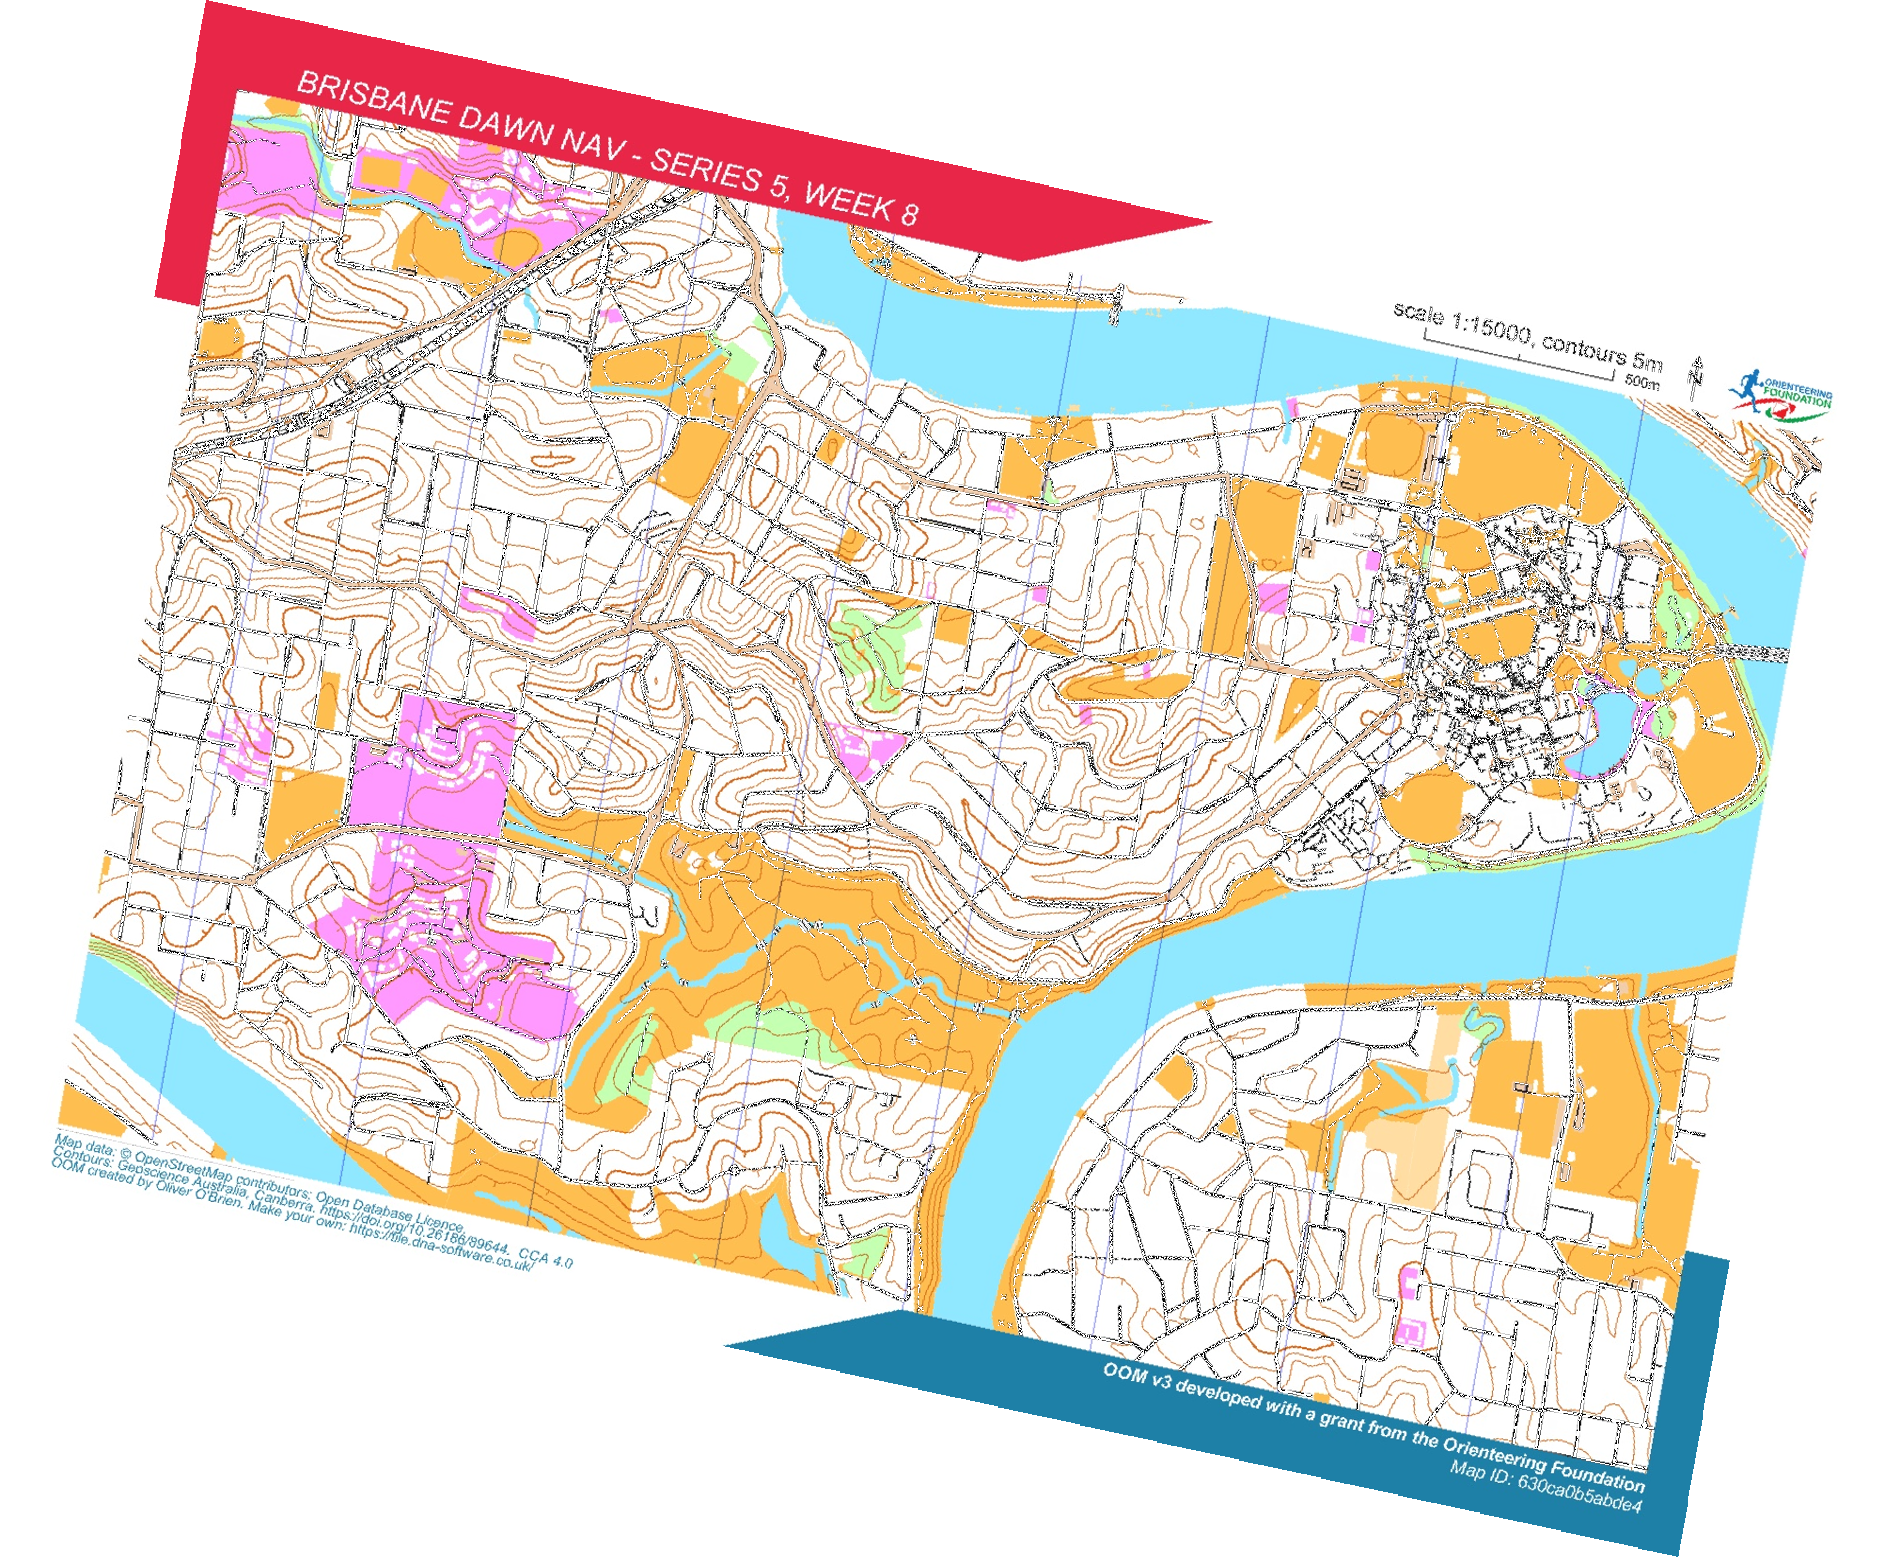 BRISBANE DAWN NAV - SERIES 5, WEEK 8
scale 1:15000, contours 5m
500m
N
ORIENTEERING
FOUNDATION
Map data: © OpenStreetMap contributors: Open Database Licence.
Contours: Geoscience Australia, Canberra. https://doi.org/10.26186/89644. CCA 4.0
OOM created by Oliver O'Brien. Make your own: https://file.dna-software.co.uk/
OOM v3 developed with a grant from the Orienteering Foundation
Map ID: 630ca0b5abde4